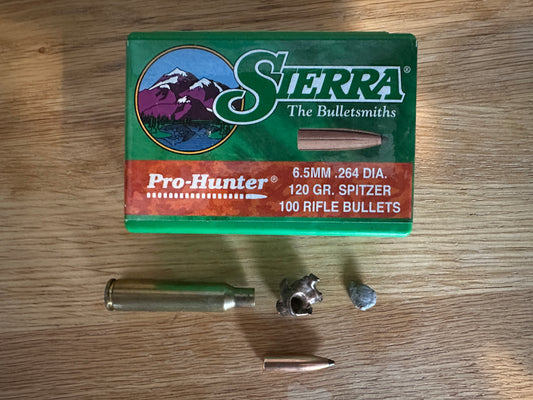 SIERRA®
The Bulletsmiths
Pro-Hunter®
6.5MM .264 DIA.
120 GR. SPITZER
100 RIFLE BULLETS